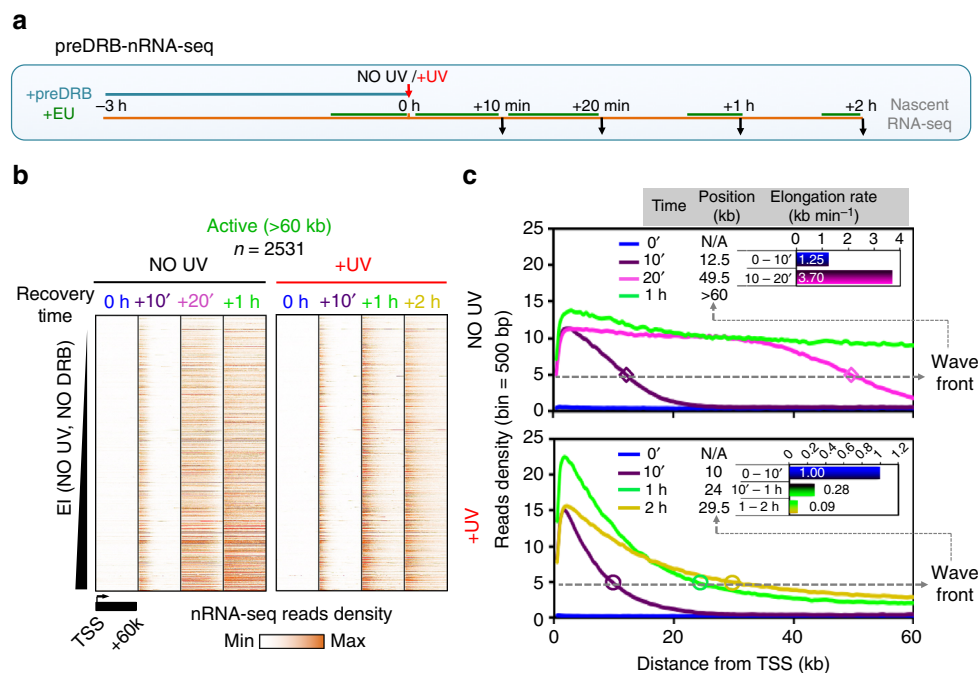 a
preDRB-nRNA-seq
NO UV /+UV
+preDRB
−3 h 0 h +10 min +20 min +1 h +2 h
+EU
Nascent
RNA-seq
b
Active (>60 kb)
n = 2531
NO UV +UV
Recovery
time
0 h +10′ +20′ +1 h 0 h +10′ +1 h +2 h
EI (NO UV, NO DRB)
TSS
+60k
nRNA-seq reads density
Min Max
c
Time Position
(kb) Elongation rate
(kb min−1)
NO UV
Reads density (bin = 500 bp)
25
20
15
10
5
0
0′ N/A
10′ 12.5
20′ 49.5
1 h >60
0 1 2 3 4
0 – 10′ 1.25
10 – 20′ 3.70
Wave
front
+UV
25
20
15
10
5
0
0′ N/A
10′ 10
1 h 24
2 h 29.5
0 0.2 0.4 0.6 0.8 1 1.2
0 – 10′ 1.00
10′ – 1 h 0.28
1 – 2 h 0.09
Wave
front
0 20 40 60
Distance from TSS (kb)